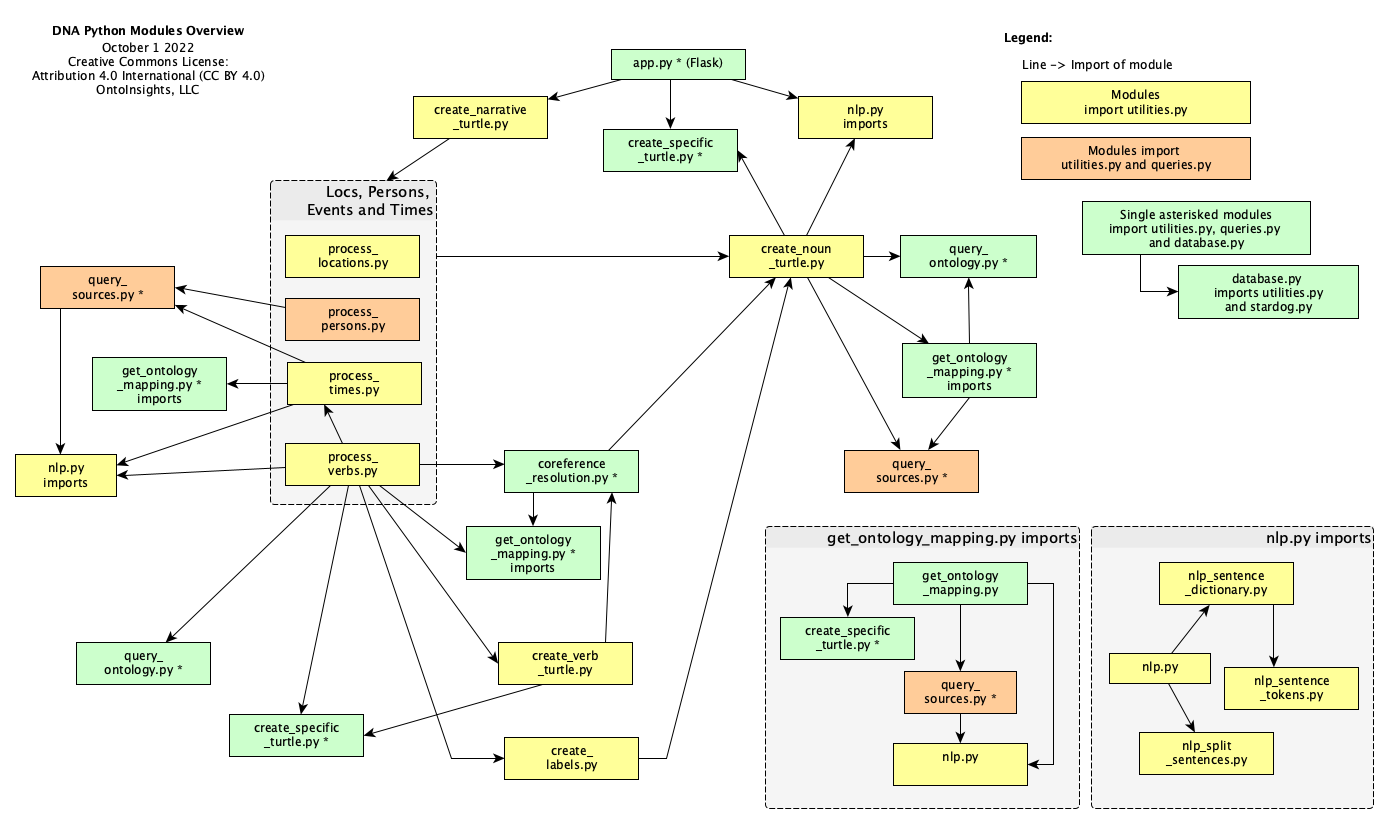 DNA Python Modules Overview
October 1 2022
Creative Commons License:
Attribution 4.0 International (CC BY 4.0)
OntoInsights, LLC
Legend:
Line -> Import of module
Modules
import utilities.py
Modules import
utilities.py and queries.py
Single asterisked modules
import utilities.py, queries.py
and database.py
database.py
imports utilities.py
and stardog.py
app.py * (Flask)
create_narrative
_turtle.py
create_specific
_turtle.py *
nlp.py
imports
Locs, Persons,
Events and Times
process_
locations.py
process_
persons.py
process_
times.py
process_
verbs.py
create_noun
_turtle.py
query_
ontology.py *
query_
sources.py *
get_ontology
_mapping.py *
imports
nlp.py
imports
get_ontology
_mapping.py *
imports
query_
sources.py *
coreference
_resolution.py *
get_ontology
_mapping.py *
imports
query_
ontology.py *
create_verb
_turtle.py
create_specific
_turtle.py *
create_
labels.py
get_ontology_mapping.py imports
get_ontology
_mapping.py
create_specific
_turtle.py *
query_
sources.py *
nlp.py
nlp.py imports
nlp_sentence
_dictionary.py
nlp.py
nlp_sentence
_tokens.py
nlp_split
_sentences.py